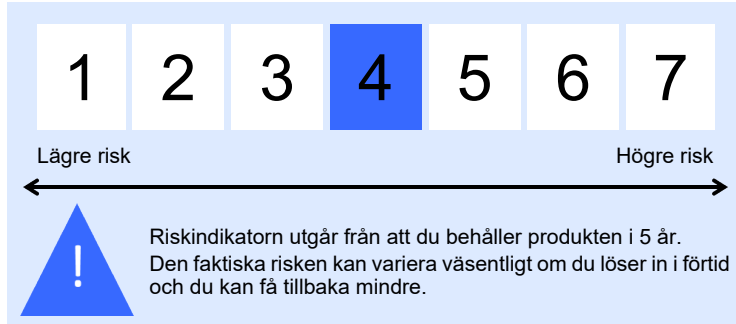 1 2 3 4 5 6 7
Lägre risk Högre risk
!
Riskindikatorn utgår från att du behåller produkten i 5 år.
Den faktiska risken kan variera väsentligt om du löser in i förtid
och du kan få tillbaka mindre.